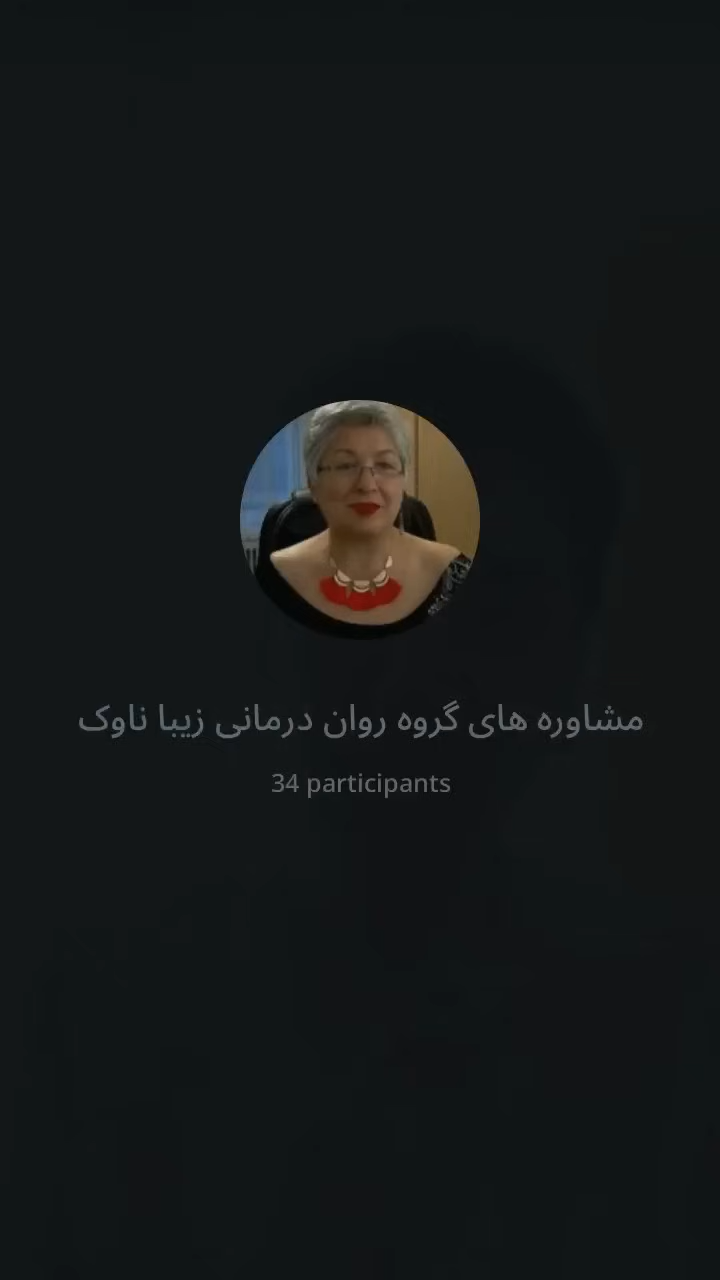 مشاوره های گروه روان درمانی زیبا ناوک
34 participants